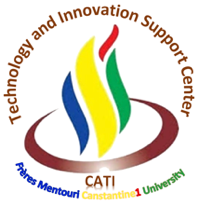 Technology and Innovation Support Center
CATI
Frères Mentouri Constantine1 University